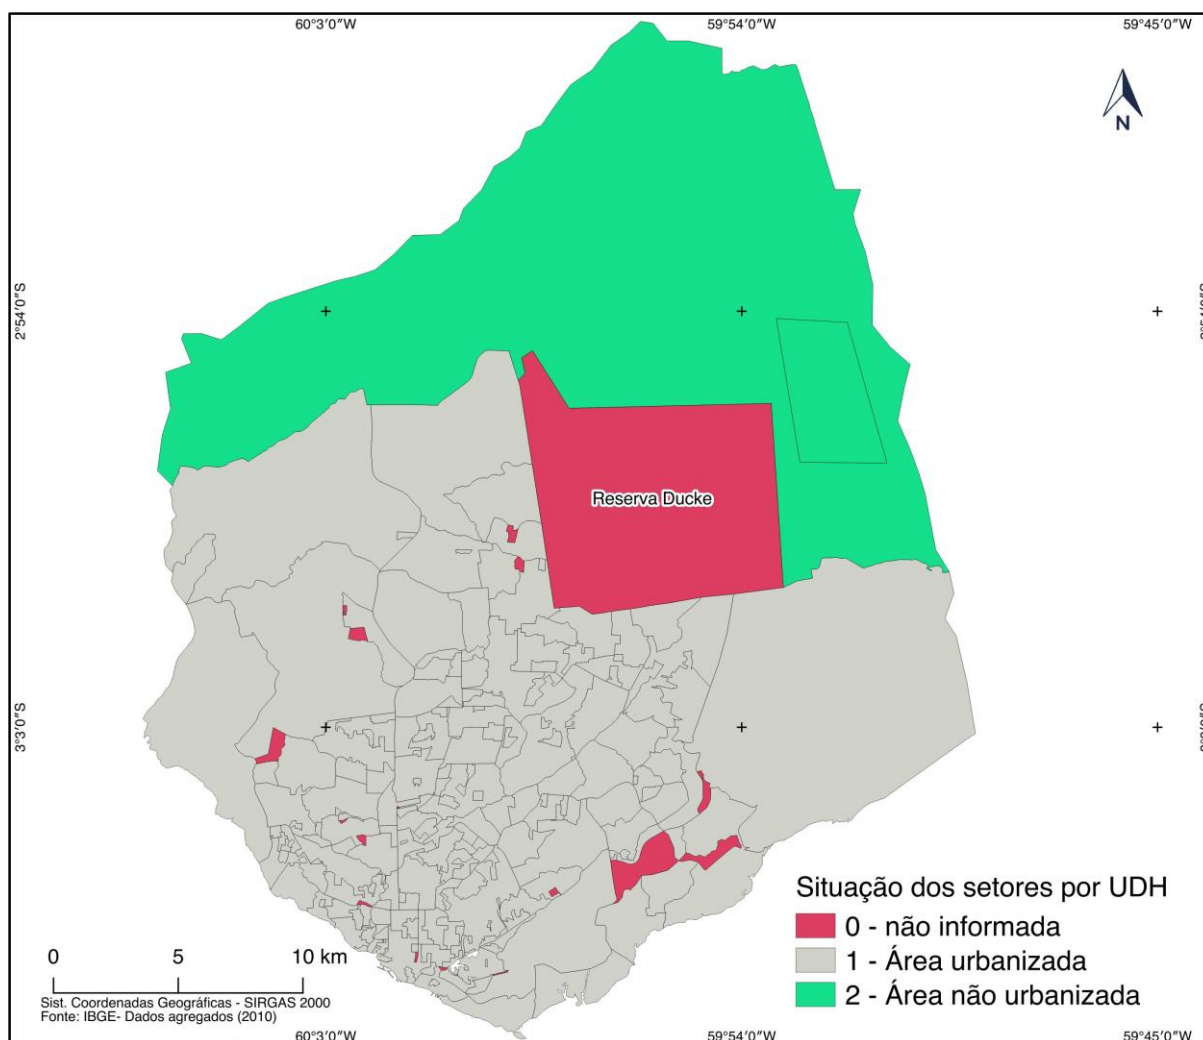 60°3′0″W
59°54′0″W
59°45′0″W
N
2°54′0″S
Reserva Ducke
3°3′0″S
Situação dos setores por UDH
0 - não informada
1 - Área urbanizada
2 - Área não urbanizada
0 5 10 km
Sist. Coordenadas Geográficas - SIRGAS 2000
Fonte: IBGE- Dados agregados (2010)
60°3′0″W
59°54′0″W
59°45′0″W